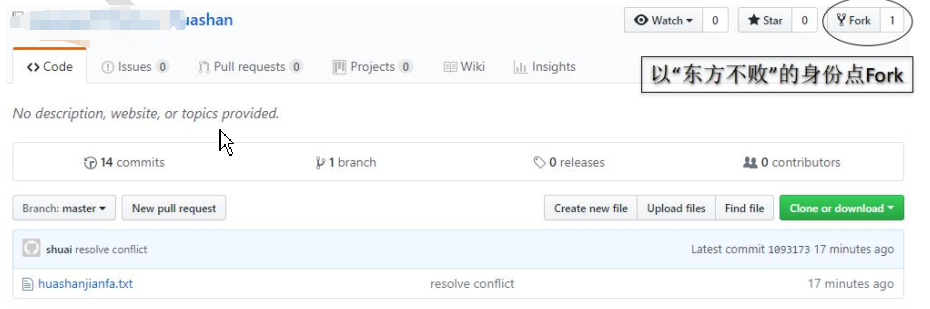 uashan
Watch 0 Star 0 Fork 1
Code Issues 0 Pull requests 0 Projects 0 Wiki Insights
以“东方不败”的身份点Fork
No description, website, or topics provided.
14 commits 1 branch 0 releases 0 contributors
Branch: master New pull request Create new file Upload files Find file Clone or download
shuai resolve conflict Latest commit 1093173 17 minutes ago
huashanjianfa.txt resolve conflict 17 minutes ago